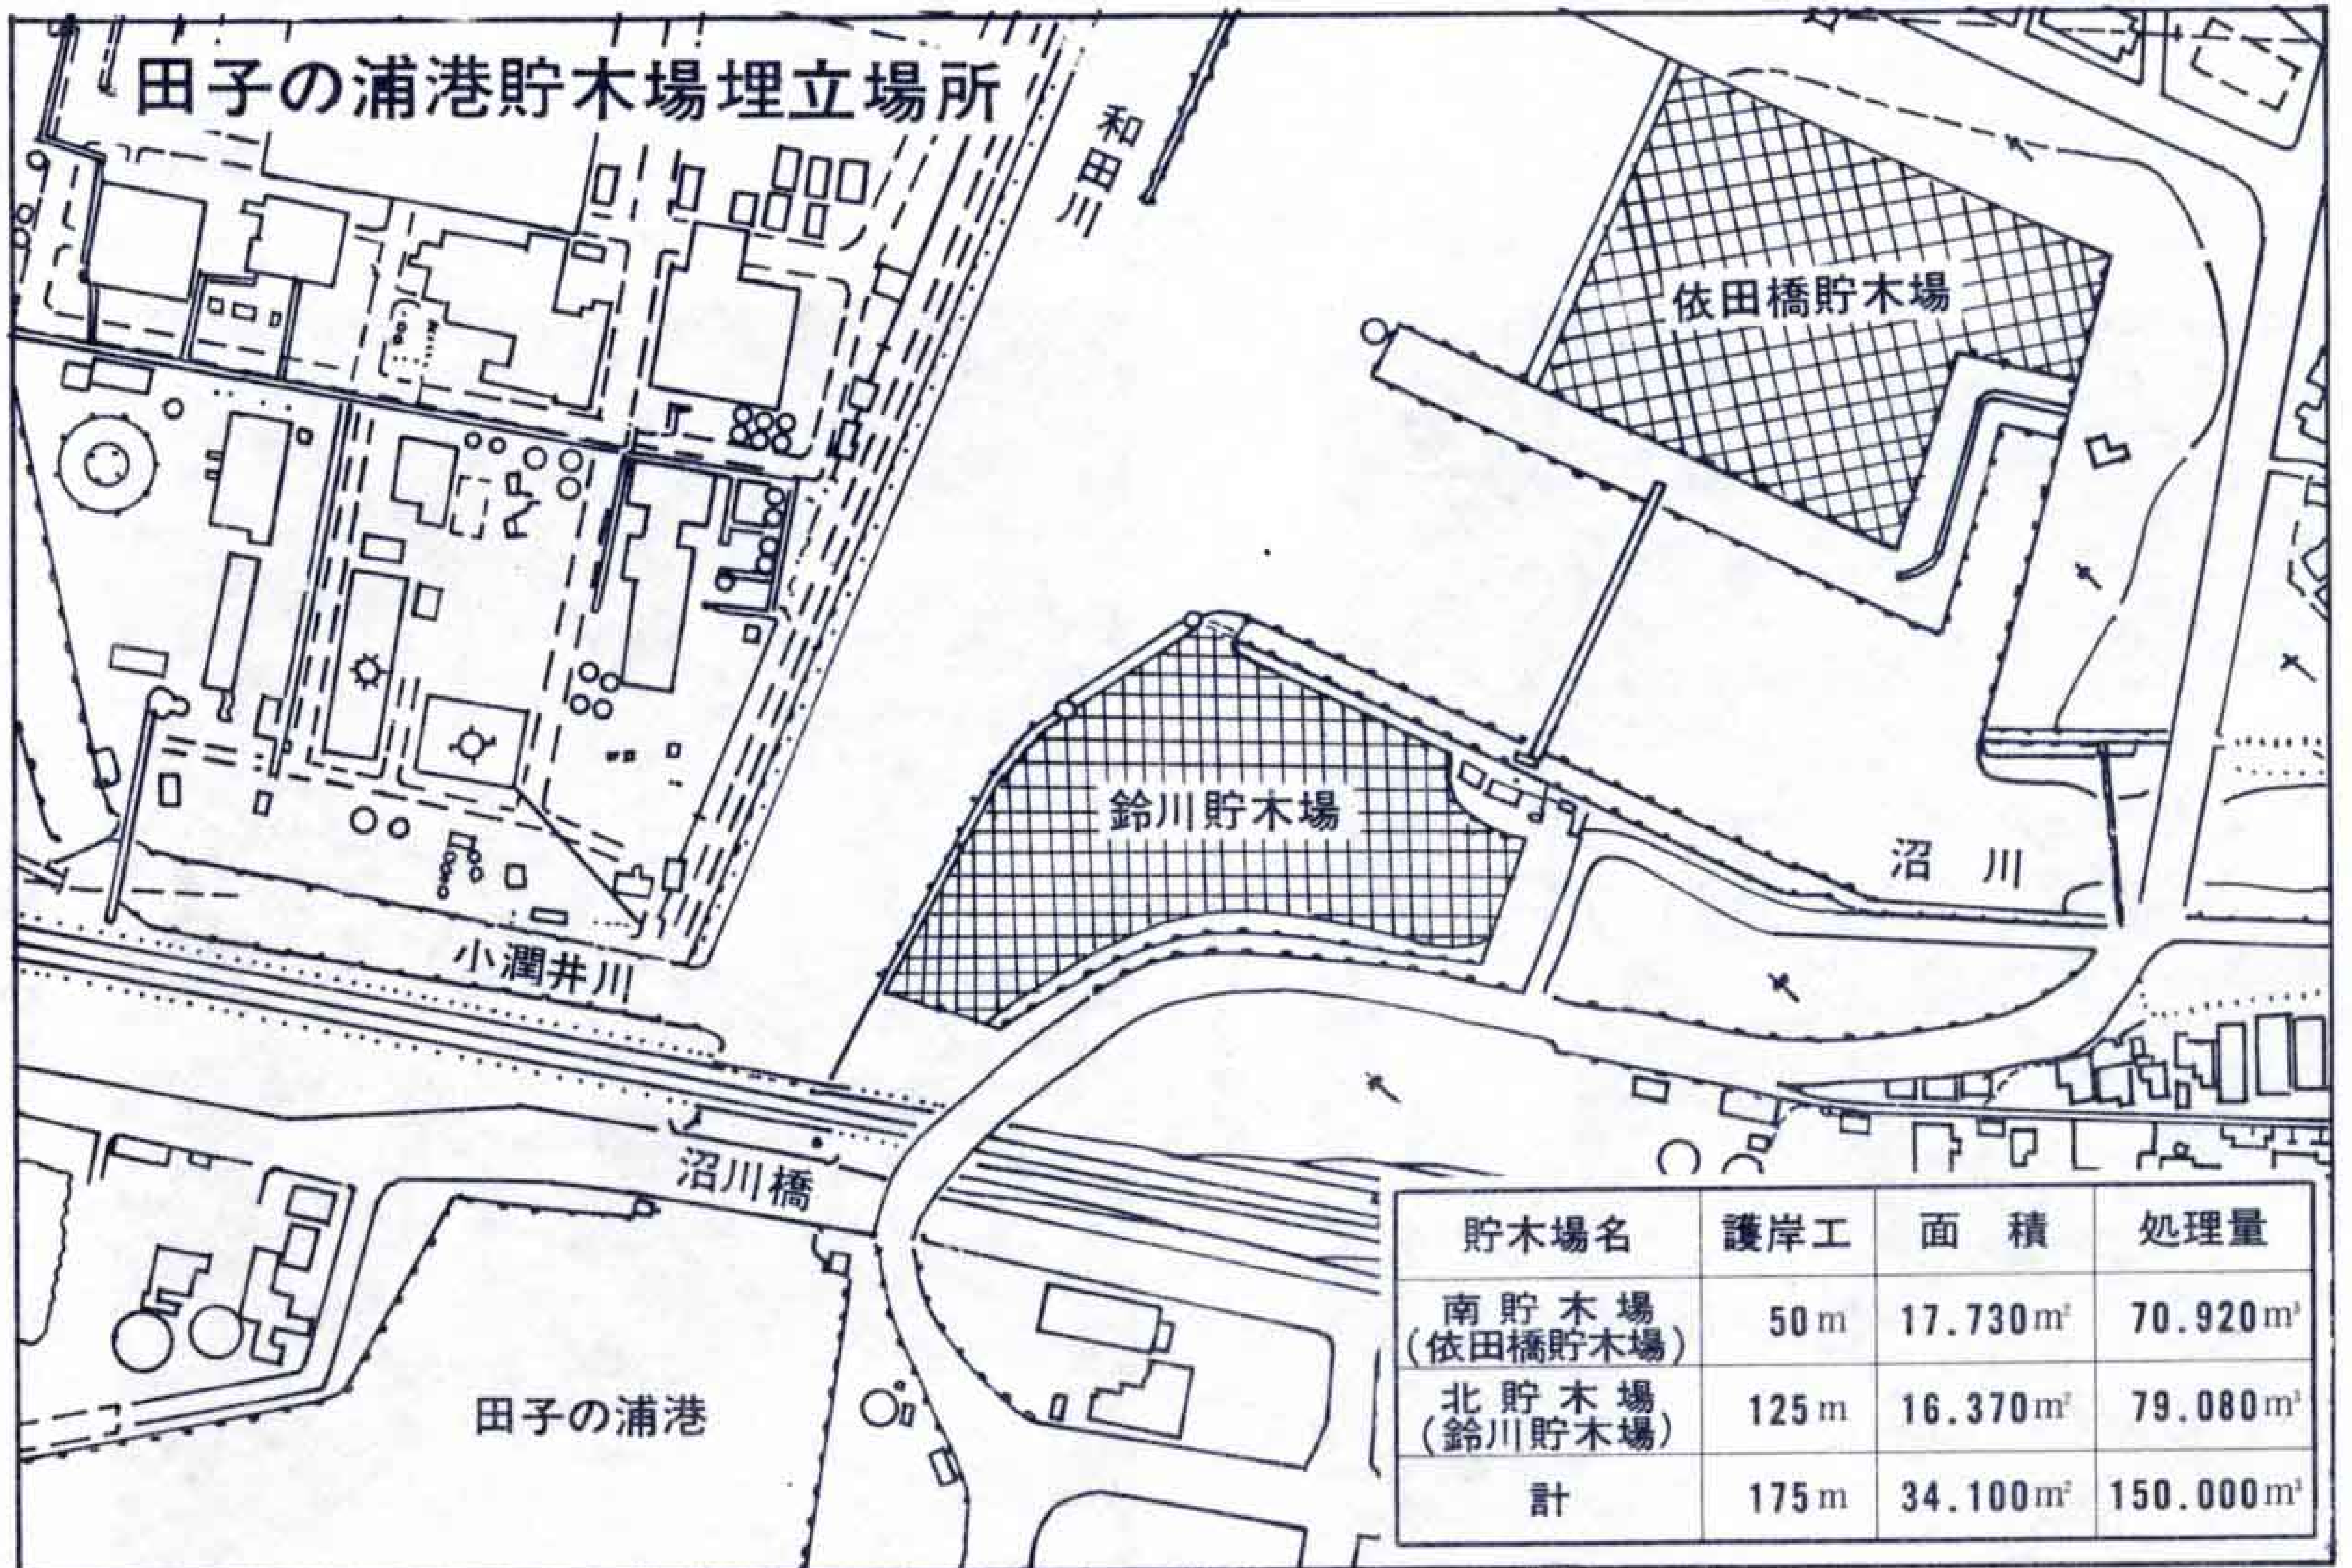 田子の浦港貯木場埋立場所
和田川
依田橋貯木場
鈴川貯木場
沼川
小潤井川
沼川橋
田子の浦港
貯木場名 護岸工 面積 処理量
南貯木場
(依田橋貯木場) 50m 17.730m² 70.920m³
北貯木場
(鈴川貯木場) 125m 16.370m² 79.080m³
計 175m 34.100m² 150.000m³